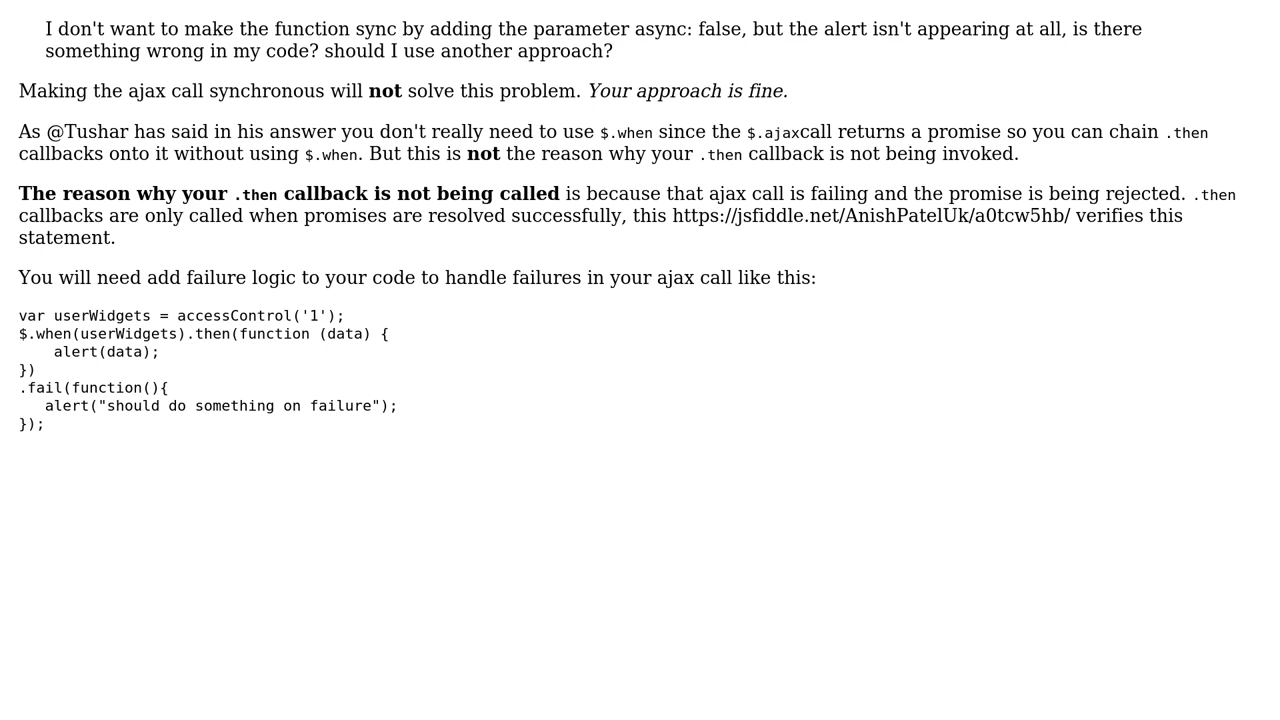 I don't want to make the function sync by adding the parameter async: false, but the alert isn't appearing at all, is there
something wrong in my code? should I use another approach?
Making the ajax call synchronous will not solve this problem. Your approach is fine.
As @Tushar has said in his answer you don't really need to use $.when since the $.ajaxcall returns a promise so you can chain .then
callbacks onto it without using $.when. But this is not the reason why your .then callback is not being invoked.
The reason why your .then callback is not being called is because that ajax call is failing and the promise is being rejected. .then
callbacks are only called when promises are resolved successfully, this https://jsfiddle.net/AnishPatelUk/a0tcw5hb/ verifies this
statement.
You will need add failure logic to your code to handle failures in your ajax call like this:
var userWidgets = accessControl('1');
$.when(userWidgets).then(function (data) {
    alert(data);
})
.fail(function(){
   alert("should do something on failure");
});